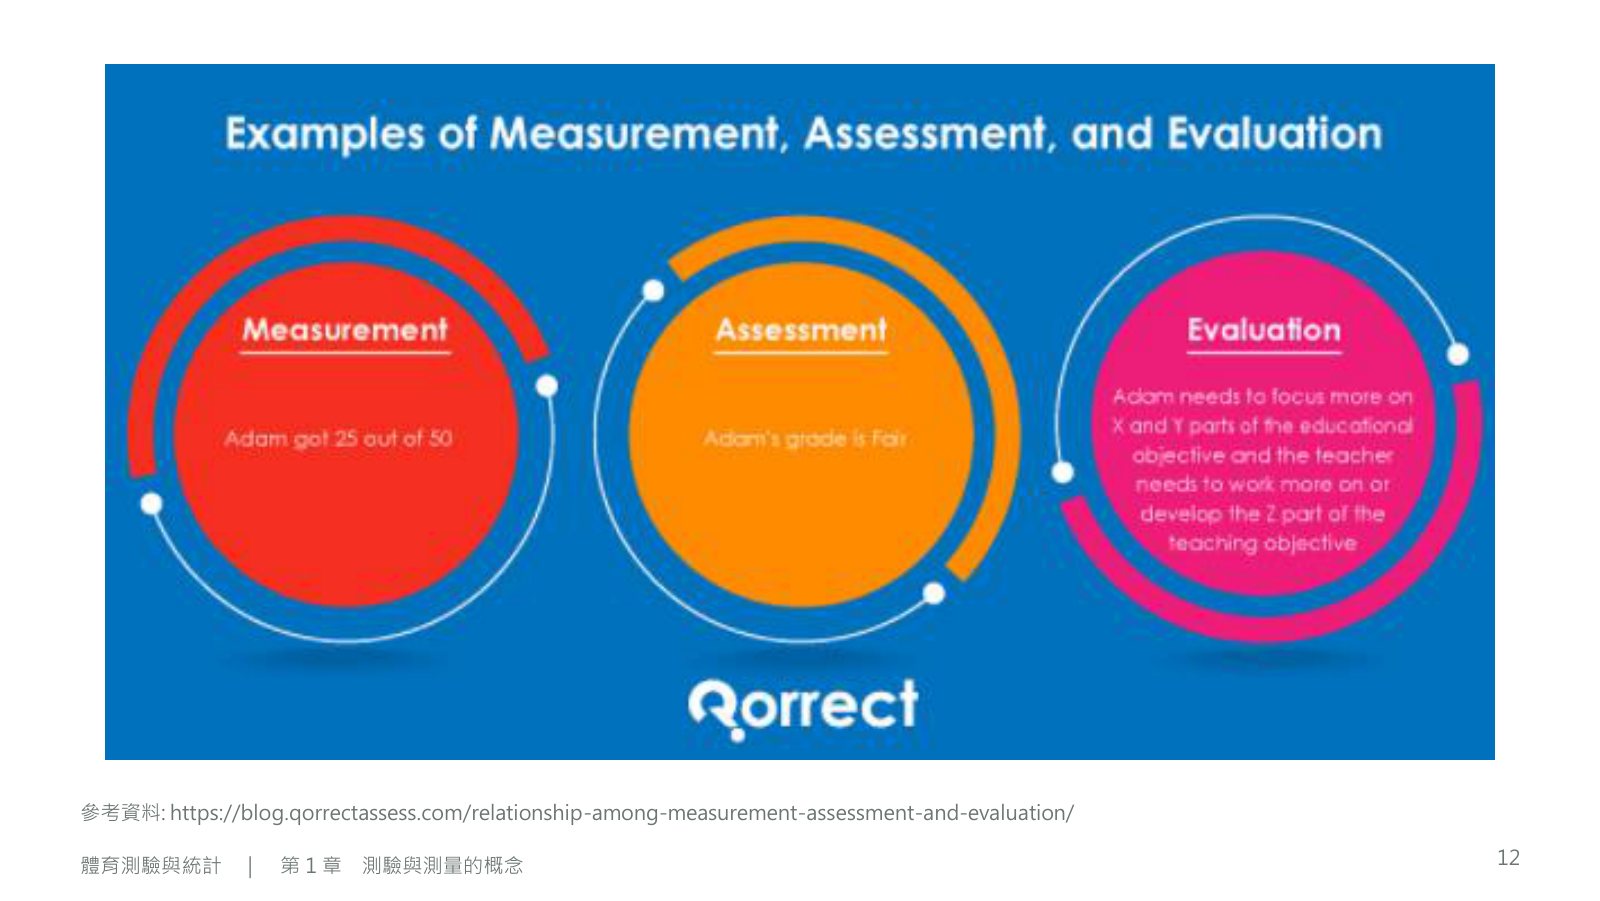 Examples of Measurement, Assessment, and Evaluation
Measurement
Adam got 25 out of 50
Assessment
Adam's grade is Fair
Evaluation
Adam needs to focus more on
X and Y parts of the educational
objective and the teacher
needs to work more on or
develop the Z part of the
teaching objective
Qorrect
參考資料: https://blog.qorrectassess.com/relationship-among-measurement-assessment-and-evaluation/
體育測驗與統計 | 第 1 章 測驗與測量的概念
12